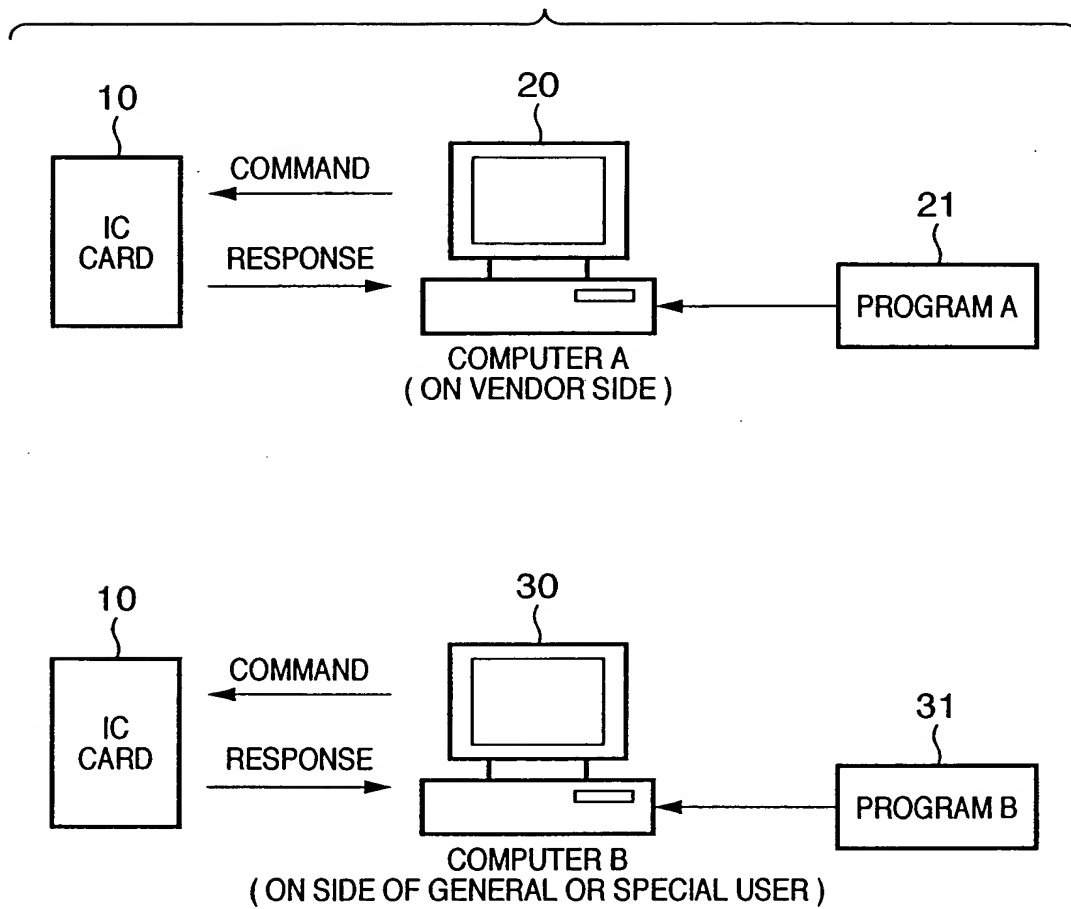 10
20
COMMAND
IC
CARD
RESPONSE
21
PROGRAM A
COMPUTER A
( ON VENDOR SIDE )
10
30
COMMAND
IC
CARD
RESPONSE
31
PROGRAM B
COMPUTER B
( ON SIDE OF GENERAL OR SPECIAL USER )